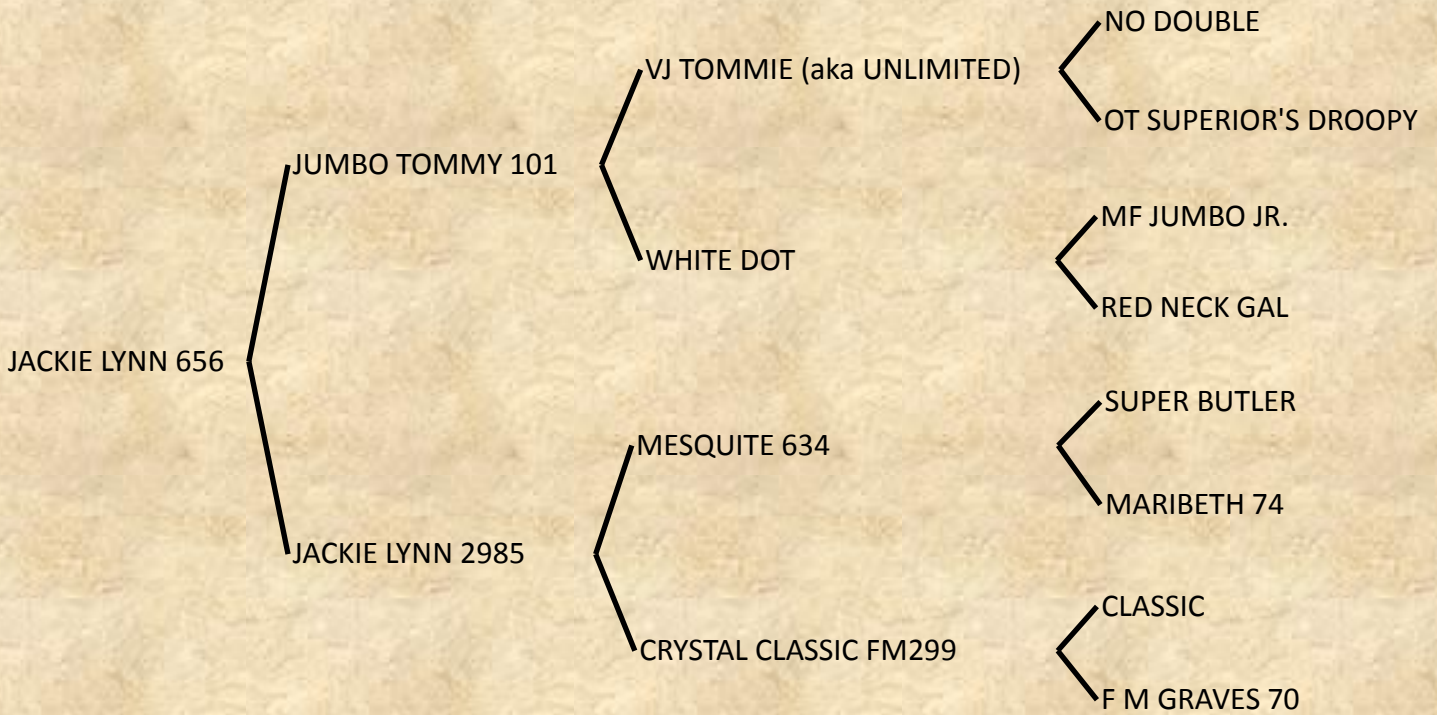 NO DOUBLE
VJ TOMMIE (aka UNLIMITED)
OT SUPERIOR'S DROOPY
JUMBO TOMMY 101
MF JUMBO JR.
WHITE DOT
RED NECK GAL
JACKIE LYNN 656
SUPER BUTLER
MESQUITE 634
MARIBETH 74
JACKIE LYNN 2985
CLASSIC
CRYSTAL CLASSIC FM299
F M GRAVES 70